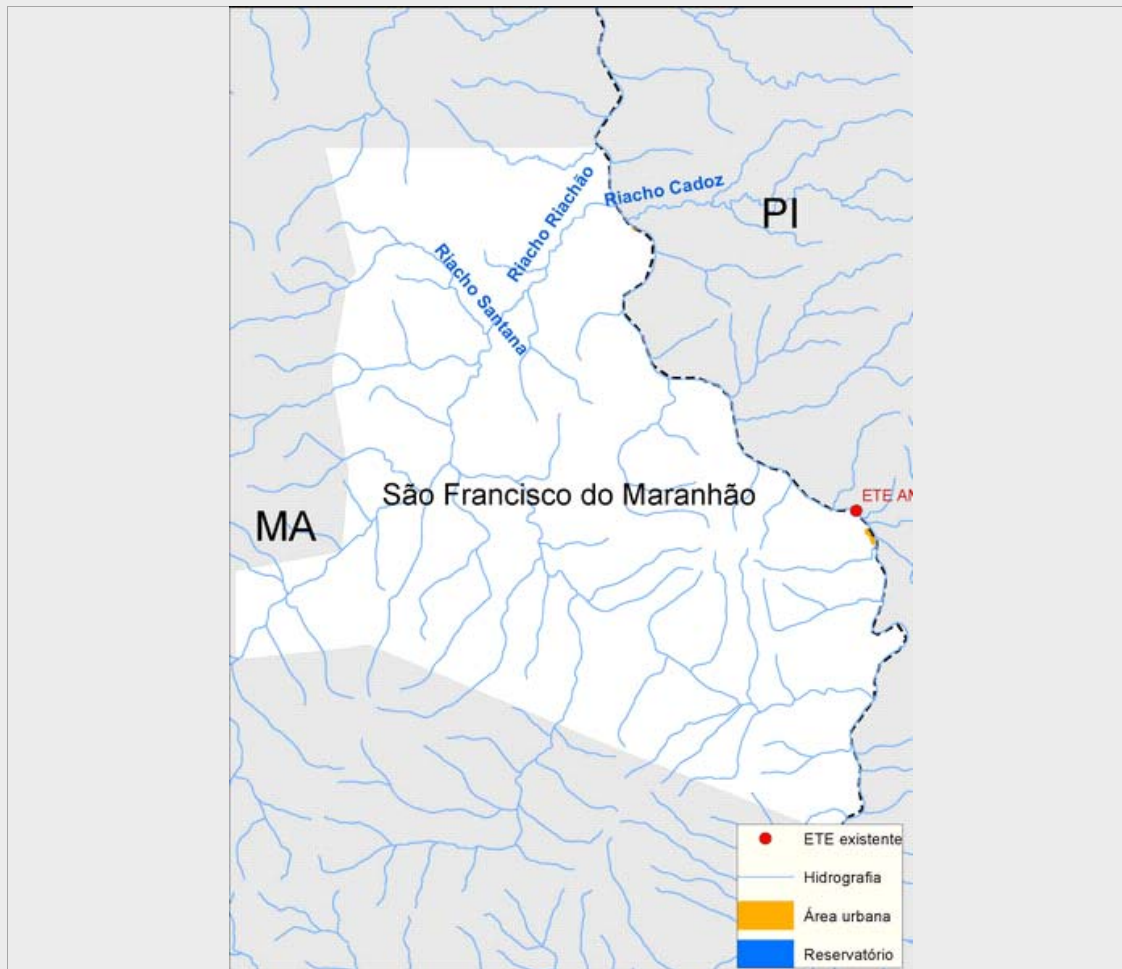 Riacho Cadoz
Riacho Riachão
PI
Riacho Santana
São Francisco do Maranhão
ETE AM
MA
ETE existente
Hidrografia
Área urbana
Reservatório